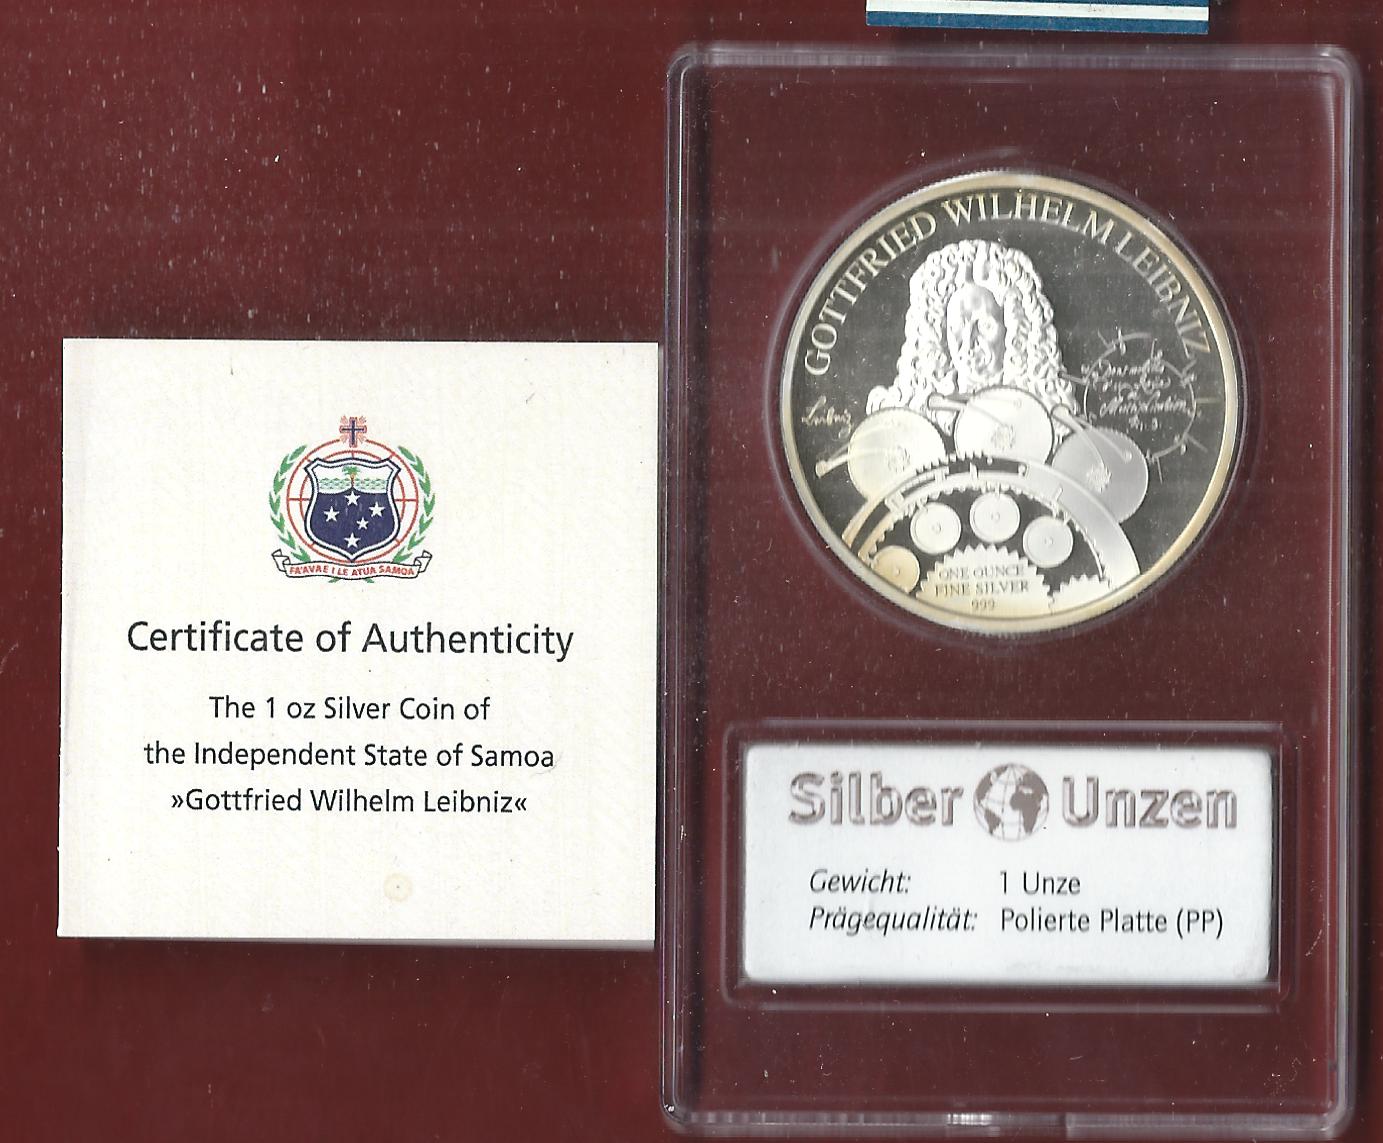 FA'AVAE I LE ATUA SAMOA
Certificate of Authenticity
The 1 oz Silver Coin of
the Independent State of Samoa
»Gottfried Wilhelm Leibniz«
GOTTFRIED WILHELM LEIBNIZ
Leibniz
ONE OUNCE
FINE SILVER
999
Silber Unzen
Gewicht: 1 Unze
Prägequalität: Polierte Platte (PP)